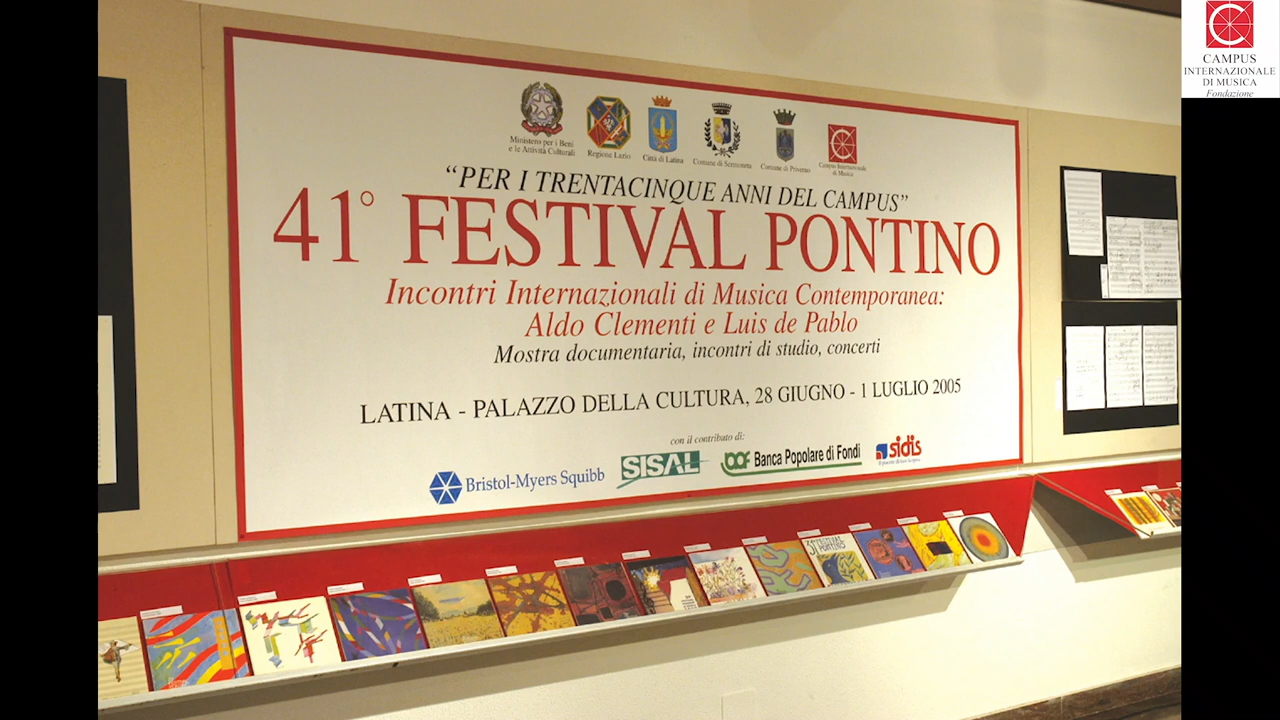 CAMPUS
INTERNAZIONALE
DI MUSICA
Fondazione
Ministero per i Beni
e le Attività Culturali
Regione Lazio
Città di Latina
Comune di Sermoneta
Comune di Priverno
Campus Internazionale
di Musica
“PER I TRENTACINQUE ANNI DEL CAMPUS”
41° FESTIVAL PONTINO
Incontri Internazionali di Musica Contemporanea:
Aldo Clementi e Luis de Pablo
Mostra documentaria, incontri di studio, concerti
LATINA - PALAZZO DELLA CULTURA, 28 GIUGNO - 1 LUGLIO 2005
con il contributo di:
Bristol-Myers Squibb
SISAL
Banca Popolare di Fondi
sidis
31° FESTIVAL
PONTINO